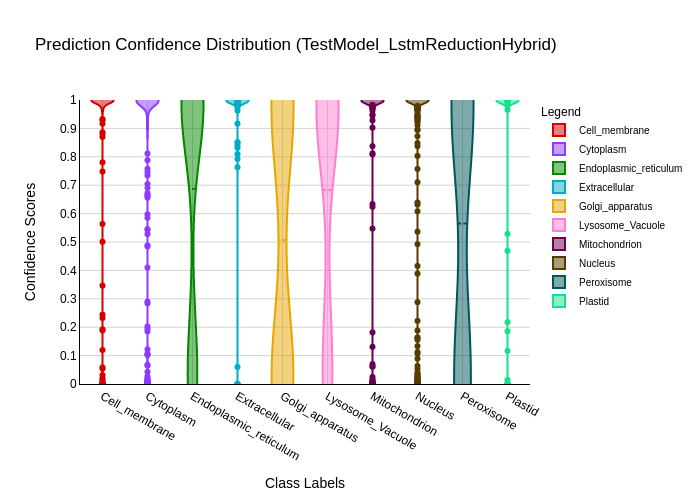 Prediction Confidence Distribution (TestModel_LstmReductionHybrid)
Legend
Cell_membrane
Cytoplasm
Endoplasmic_reticulum
Extracellular
Golgi_apparatus
Lysosome_Vacuole
Mitochondrion
Nucleus
Peroxisome
Plastid
Confidence Scores
1
0.9
0.8
0.7
0.6
0.5
0.4
0.3
0.2
0.1
0
Cell_membrane
Cytoplasm
Endoplasmic_reticulum
Extracellular
Golgi_apparatus
Lysosome_Vacuole
Mitochondrion
Nucleus
Peroxisome
Plastid
Class Labels